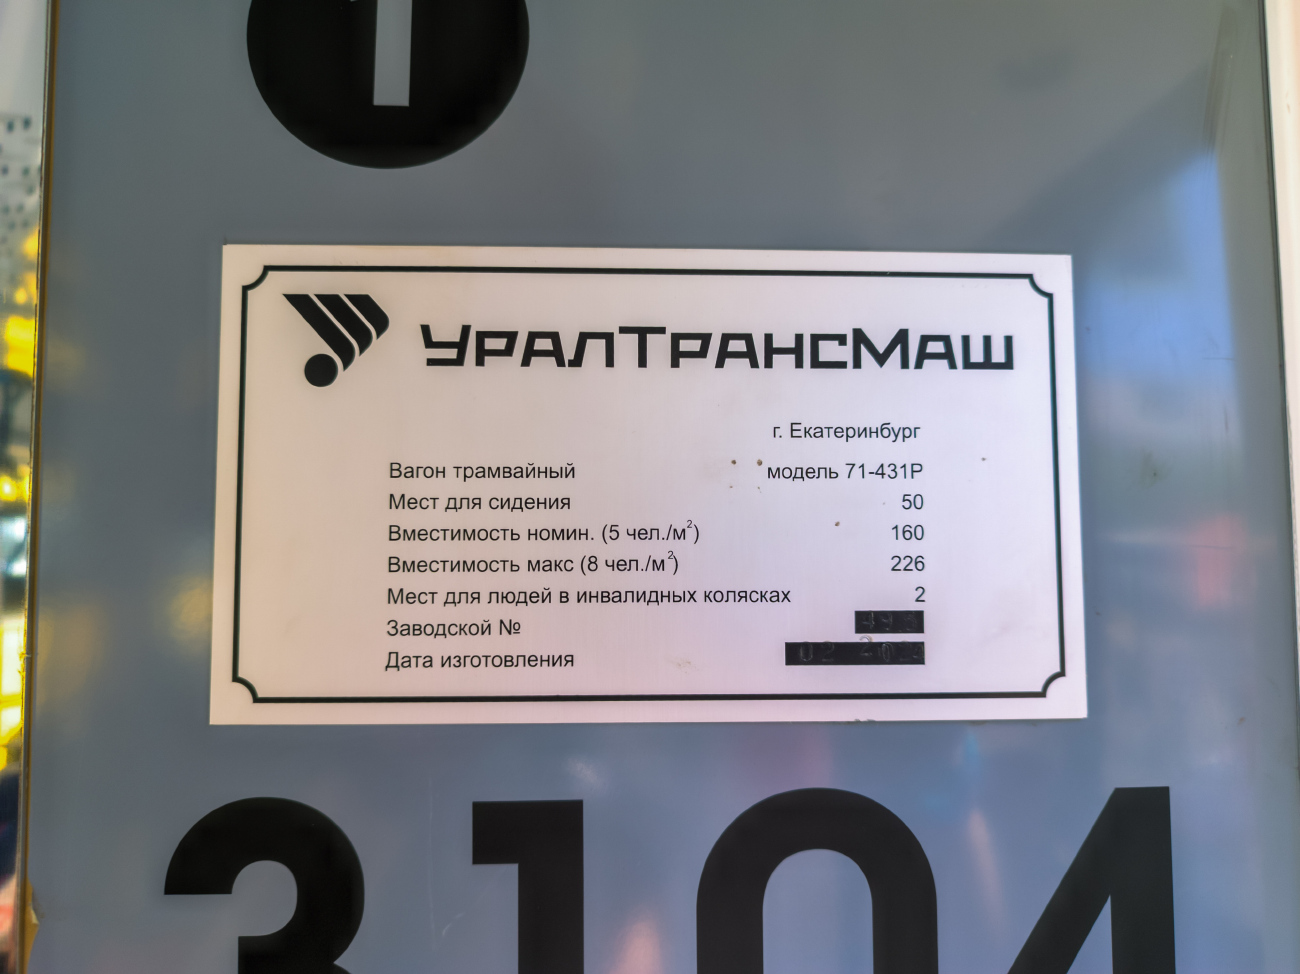 1
УралТрансМаш
г. Екатеринбург
Вагон трамвайный модель 71-431Р
Мест для сидения 50
Вместимость номин. (5 чел./м²) 160
Вместимость макс (8 чел./м²) 226
Мест для людей в инвалидных колясках 2
Заводской №
Дата изготовления 02
3104